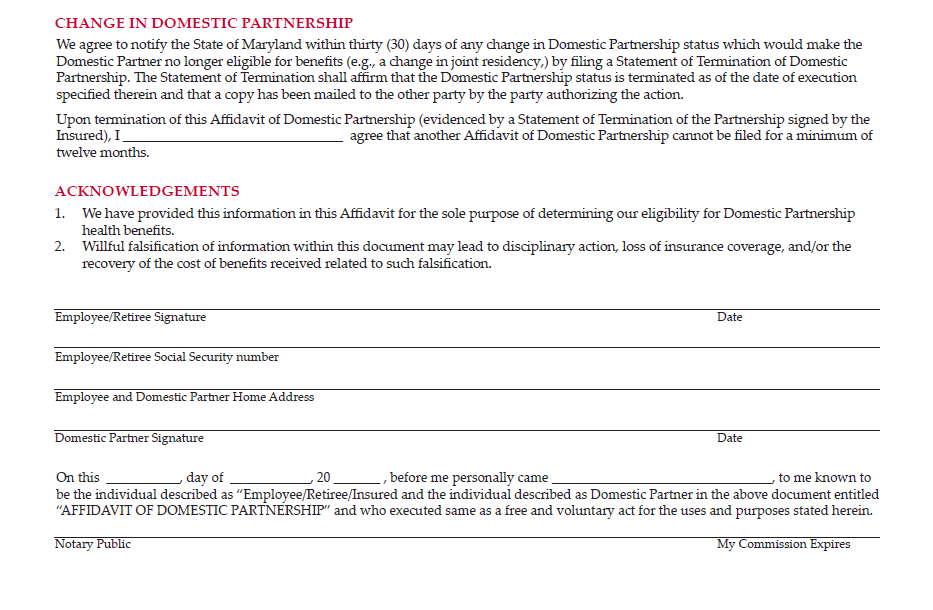 CHANGE IN DOMESTIC PARTNERSHIP
We agree to notify the State of Maryland within thirty (30) days of any change in Domestic Partnership status which would make the
Domestic Partner no longer eligible for benefits (e.g., a change in joint residency,) by filing a Statement of Termination of Domestic
Partnership. The Statement of Termination shall affirm that the Domestic Partnership status is terminated as of the date of execution
specified therein and that a copy has been mailed to the other party by the party authorizing the action.
Upon termination of this Affidavit of Domestic Partnership (evidenced by a Statement of Termination of the Partnership signed by the
Insured), I ______________________________ agree that another Affidavit of Domestic Partnership cannot be filed for a minimum of
twelve months.
ACKNOWLEDGEMENTS
1. We have provided this information in this Affidavit for the sole purpose of determining our eligibility for Domestic Partnership
health benefits.
2. Willful falsification of information within this document may lead to disciplinary action, loss of insurance coverage, and/or the
recovery of the cost of benefits received related to such falsification.
Employee/Retiree Signature Date
Employee/Retiree Social Security number
Employee and Domestic Partner Home Address
Domestic Partner Signature Date
On this __________, day of ___________, 20 ______ , before me personally came ______________________________, to me known to
be the individual described as "Employee/Retiree/Insured and the individual described as Domestic Partner in the above document entitled
"AFFIDAVIT OF DOMESTIC PARTNERSHIP" and who executed same as a free and voluntary act for the uses and purposes stated herein.
Notary Public My Commission Expires